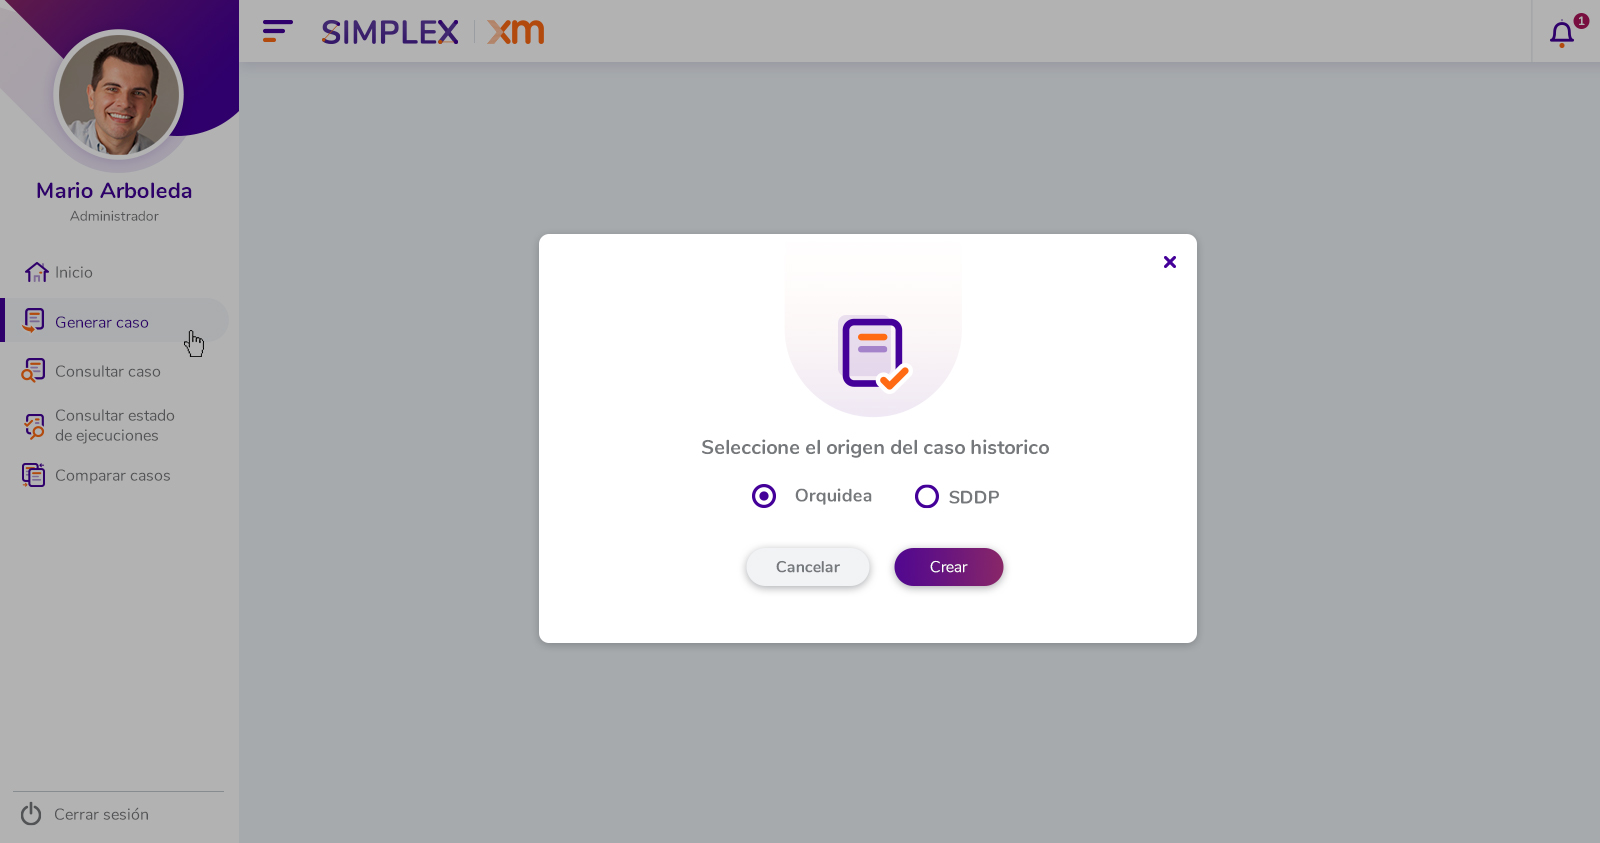 SIMPLEX xm
1
Mario Arboleda
Administrador
Inicio
Generar caso
Consultar caso
Consultar estado
de ejecuciones
Comparar casos
Cerrar sesión
Seleccione el origen del caso historico
Orquidea SDDP
Cancelar Crear